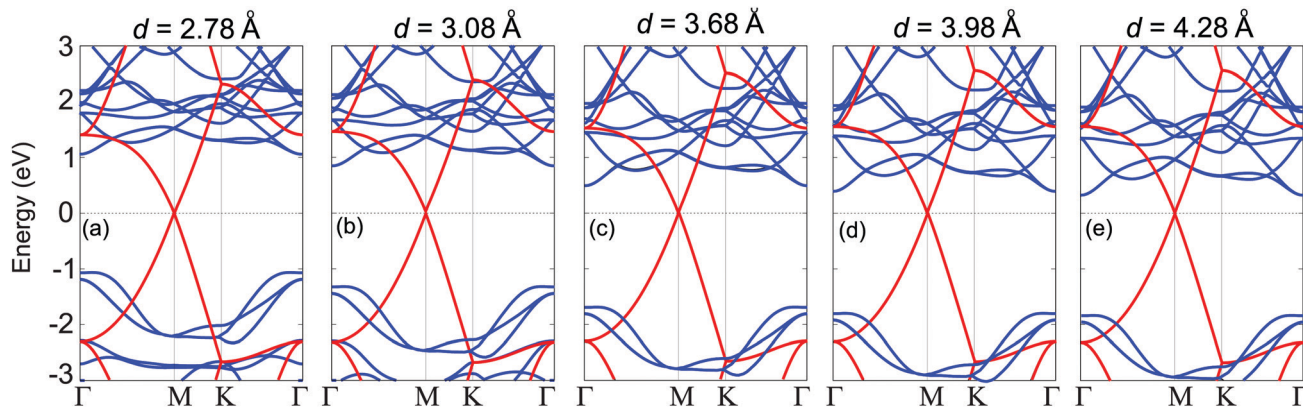 d = 2.78 Å d = 3.08 Å d = 3.68 Å d = 3.98 Å d = 4.28 Å
3
2
1
0
-1
-2
-3
Energy (eV)
(a) (b) (c) (d) (e)
Γ M K Γ Γ M K Γ Γ M K Γ Γ M K Γ Γ M K Γ